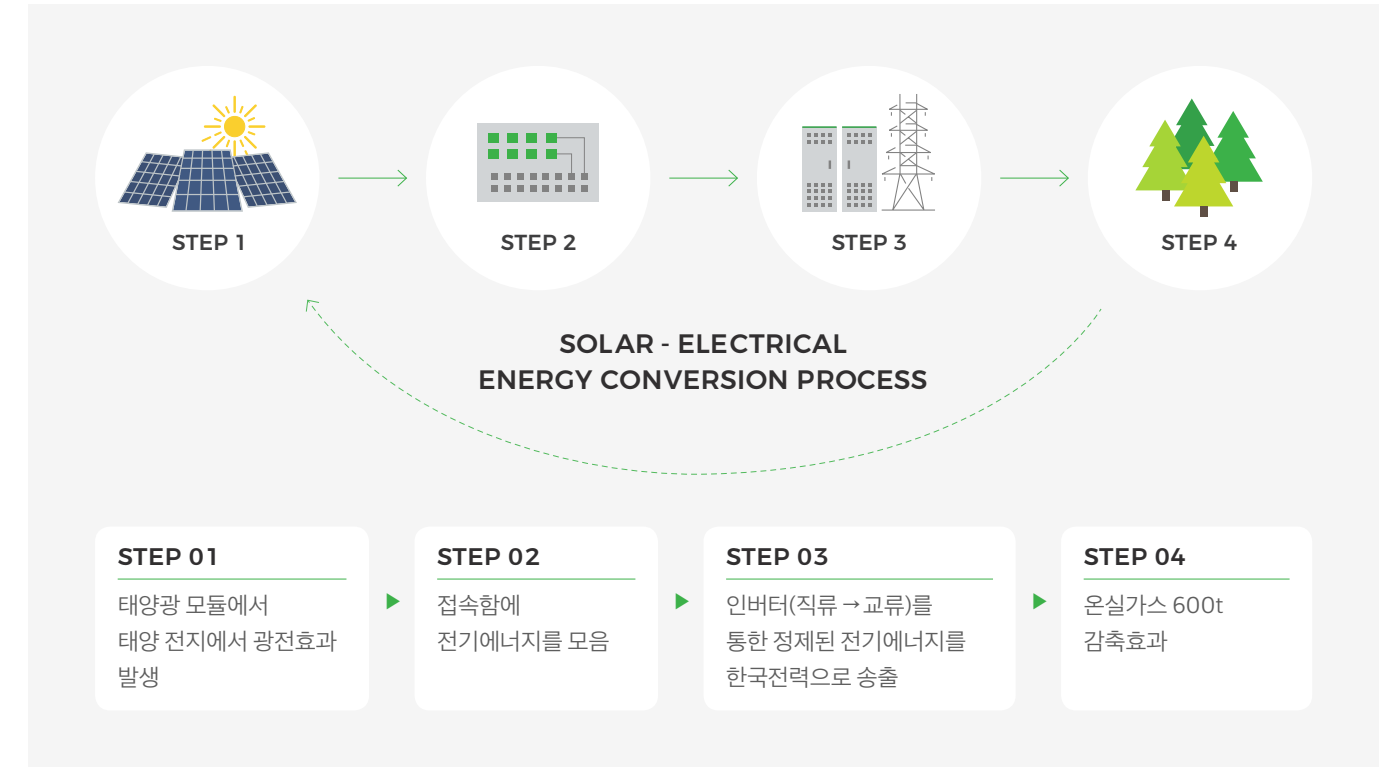 STEP 1
STEP 2
STEP 3
STEP 4
SOLAR - ELECTRICAL
ENERGY CONVERSION PROCESS
STEP 01
태양광 모듈에서
태양 전지에서 광전효과
발생
STEP 02
접속함에
전기에너지를 모음
STEP 03
인버터(직류→교류)를
통한 정제된 전기에너지를
한국전력으로 송출
STEP 04
온실가스 600t
감축효과